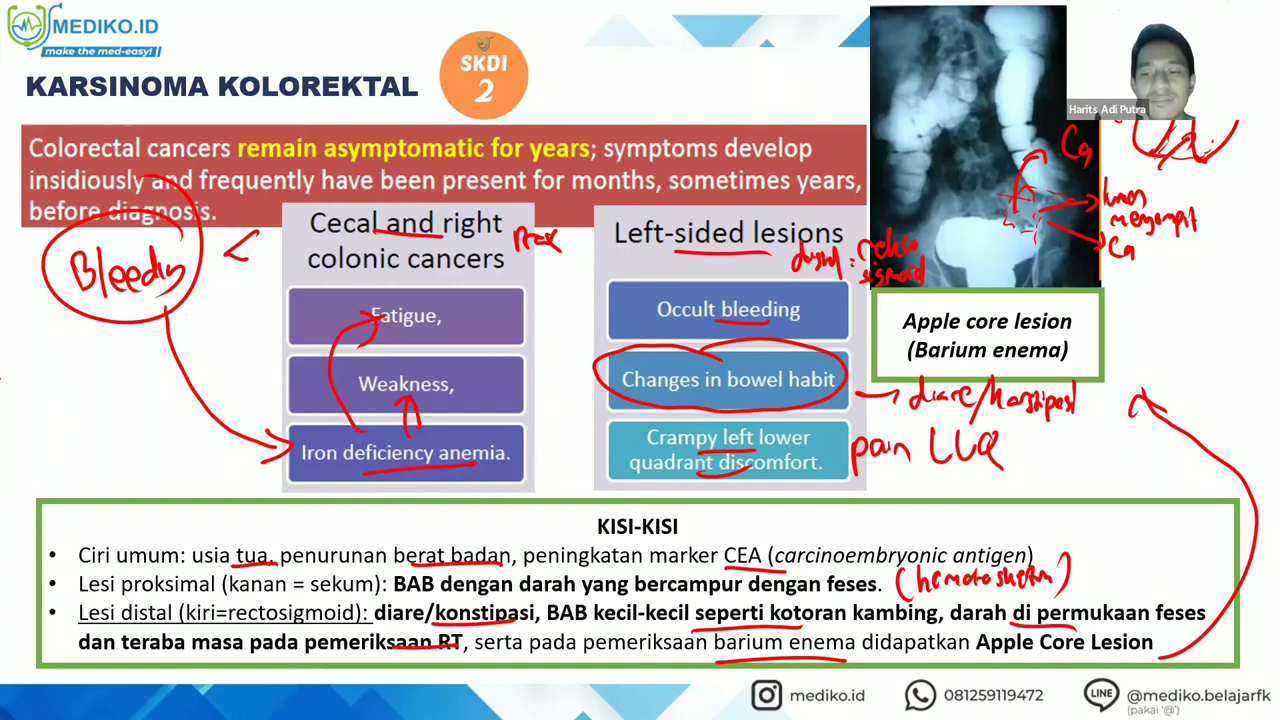 MEDIKO.ID
make the med-easy!
KARSINOMA KOLOREKTAL
SKDI
2
Harits Adi Putra
Colorectal cancers remain asymptomatic for years; symptoms develop
insidiously and frequently have been present for months, sometimes years,
before diagnosis.
Cecal and right
colonic cancers
Fatigue,
Weakness,
Iron deficiency anemia.
Bleeding
Left-sided lesions
Occult bleeding
Changes in bowel habit
Crampy left lower
quadrant discomfort.
distal :
sigmoid
diare/konstipasi
pain LLQ
Ca
lumen
menyempit
Ca
Apple core lesion
(Barium enema)
KISI-KISI
• Ciri umum: usia tua, penurunan berat badan, peningkatan marker CEA (carcinoembryonic antigen)
• Lesi proksimal (kanan = sekum): BAB dengan darah yang bercampur dengan feses.
• Lesi distal (kiri=rectosigmoid): diare/konstipasi, BAB kecil-kecil seperti kotoran kambing, darah di permukaan feses
dan teraba masa pada pemeriksaan RT, serta pada pemeriksaan barium enema didapatkan Apple Core Lesion
mediko.id
081259119472
LINE
@mediko.belajarfk
(pakai '@')